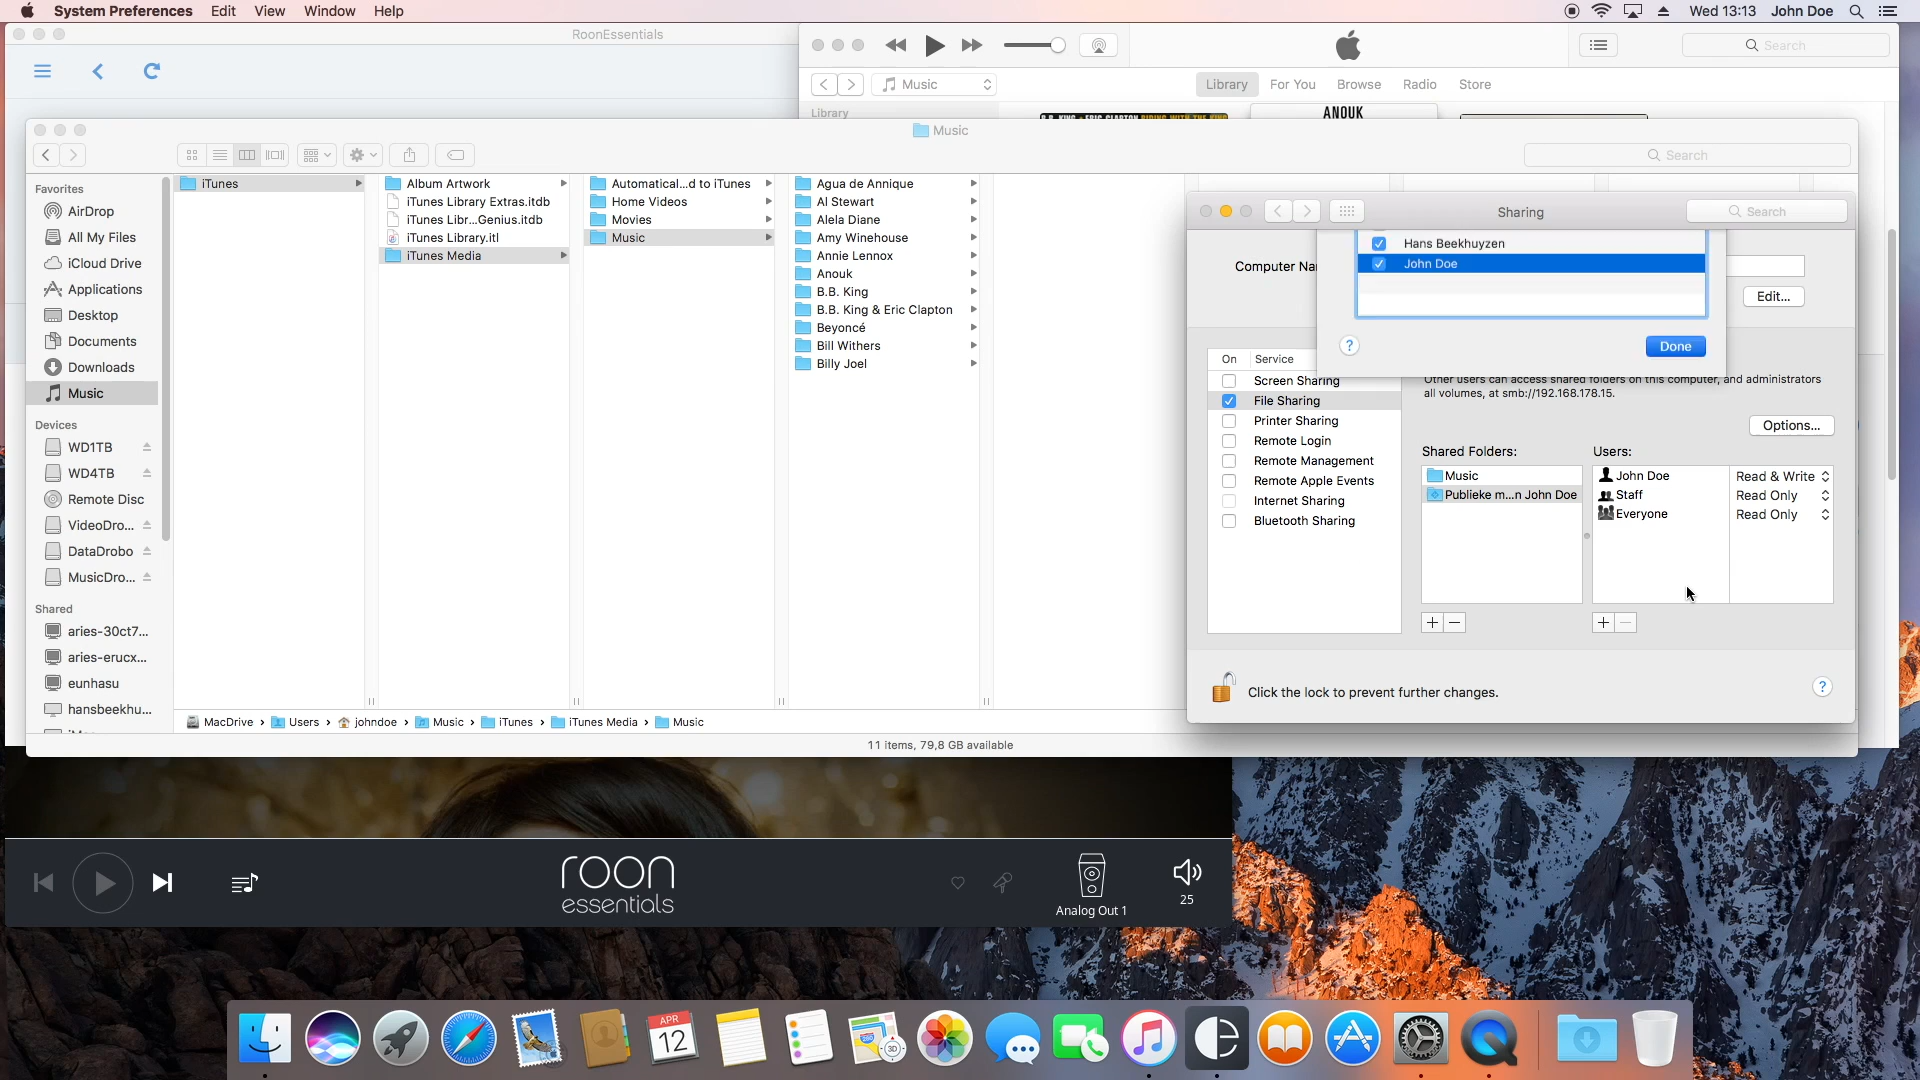 System Preferences Edit View Window Help
Wed 13:13 John Doe
RoonEssentials
Search
Music
Library For You Browse Radio Store
Library
B.B. KING & ERIC CLAPTON RIDING WITH THE KING
ANOUK
Music
Search
Favorites
AirDrop
All My Files
iCloud Drive
Applications
Desktop
Documents
Downloads
Music
Devices
WD1TB
WD4TB
Remote Disc
VideoDro...
DataDrobo
MusicDro...
Shared
aries-30ct7...
aries-erucx...
eunhasu
hansbeekhu...
iTunes
Album Artwork
iTunes Library Extras.itdb
iTunes Libr...Genius.itdb
iTunes Library.itl
iTunes Media
Automatical...d to iTunes
Home Videos
Movies
Music
Agua de Annique
Al Stewart
Alela Diane
Amy Winehouse
Annie Lennox
Anouk
B.B. King
B.B. King & Eric Clapton
Beyoncé
Bill Withers
Billy Joel
MacDrive › Users › johndoe › Music › iTunes › iTunes Media › Music
11 items, 79,8 GB available
Sharing
Search
Computer Na
Hans Beekhuyzen
John Doe
Edit...
? Done
On Service
Screen Sharing
File Sharing
Printer Sharing
Remote Login
Remote Management
Remote Apple Events
Internet Sharing
Bluetooth Sharing
Other users can access shared folders on this computer, and administrators
all volumes, at smb://192.168.178.15.
Options...
Shared Folders: Users:
Music
Publieke m...n John Doe
John Doe Read & Write
Staff Read Only
Everyone Read Only
+ − + −
Click the lock to prevent further changes.
?
roon
essentials
Analog Out 1
25
APR
12
3D